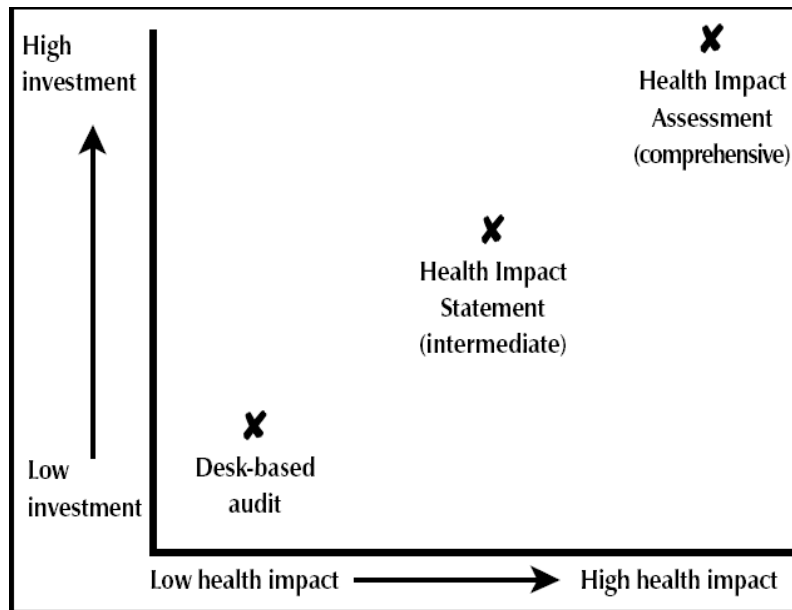 High
investment
Health Impact
Assessment
(comprehensive)
Health Impact
Statement
(intermediate)
Desk-based
audit
Low
investment
Low health impact
High health impact